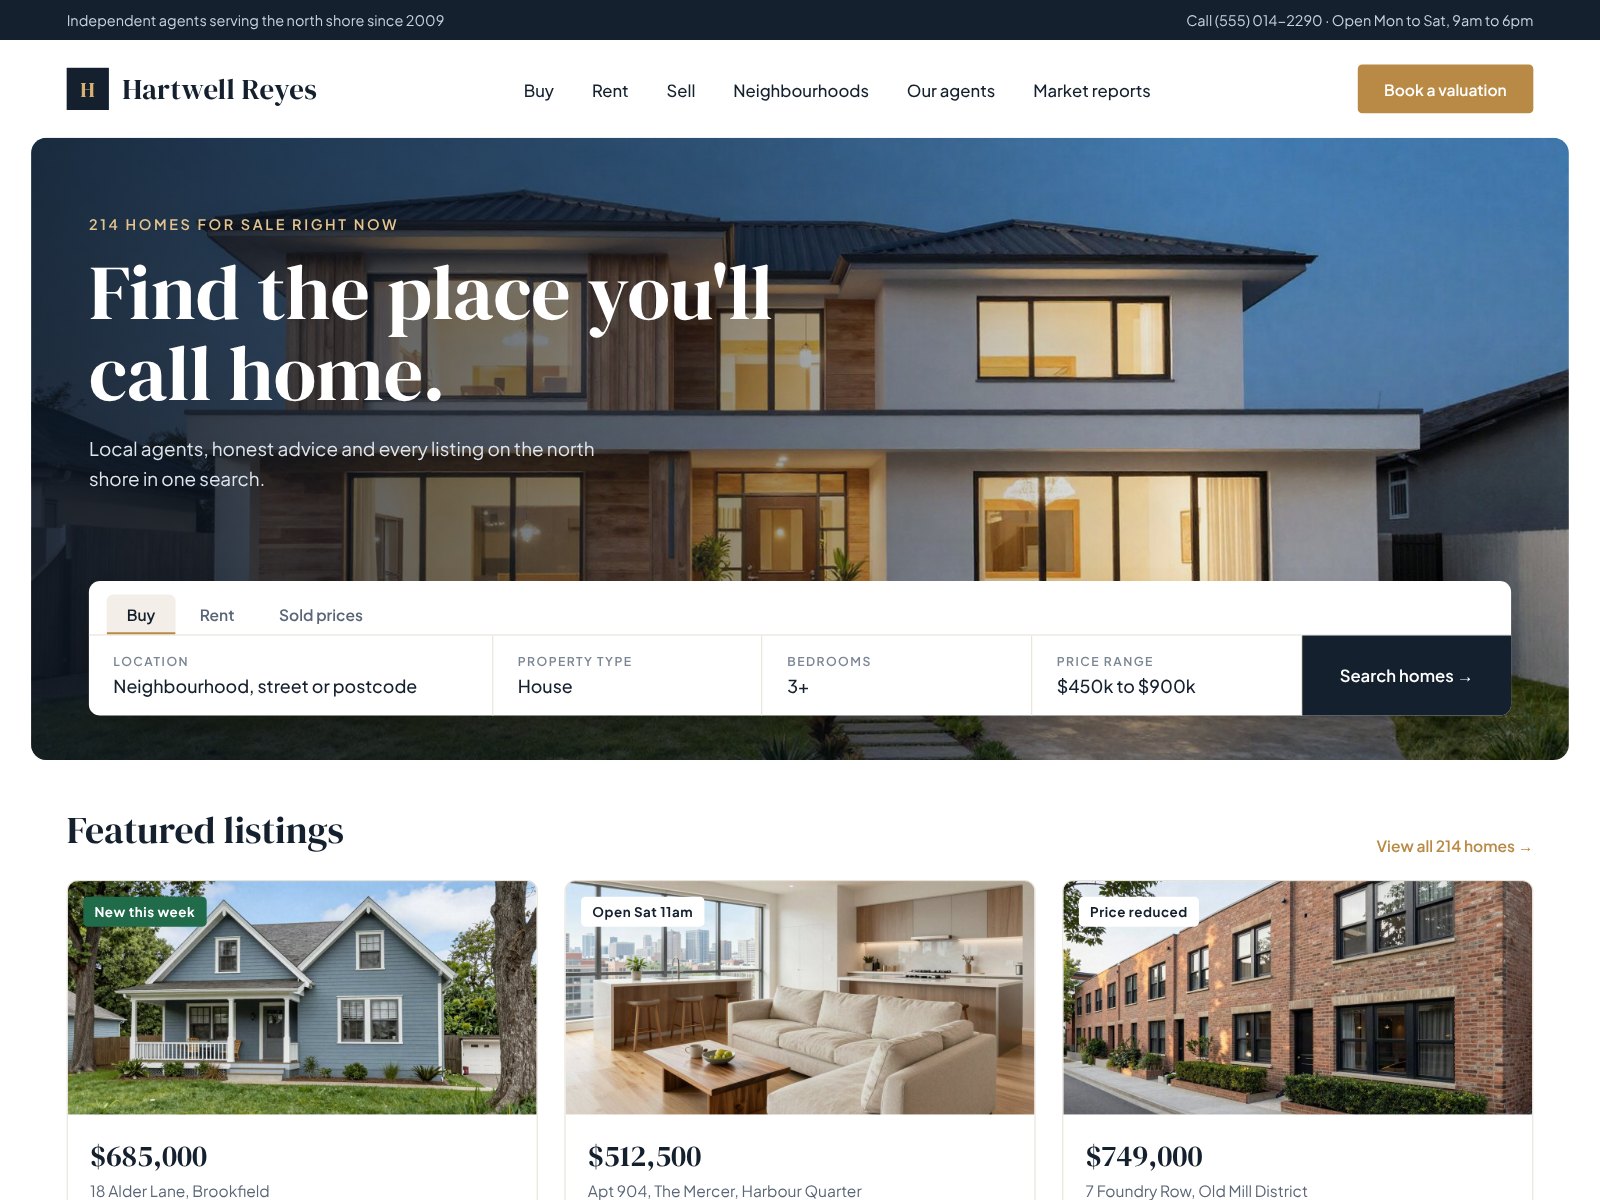 Independent agents serving the north shore since 2009
Call (555) 014–2290 · Open Mon to Sat, 9am to 6pm
H
Hartwell Reyes
Buy
Rent
Sell
Neighbourhoods
Our agents
Market reports
Book a valuation
214 HOMES FOR SALE RIGHT NOW
Find the place you'll
call home.
Local agents, honest advice and every listing on the north
shore in one search.
Buy
Rent
Sold prices
LOCATION
Neighbourhood, street or postcode
PROPERTY TYPE
House
BEDROOMS
3+
PRICE RANGE
$450k to $900k
Search homes →
Featured listings
View all 214 homes →
New this week
$685,000
18 Alder Lane, Brookfield
Open Sat 11am
$512,500
Apt 904, The Mercer, Harbour Quarter
Price reduced
$749,000
7 Foundry Row, Old Mill District